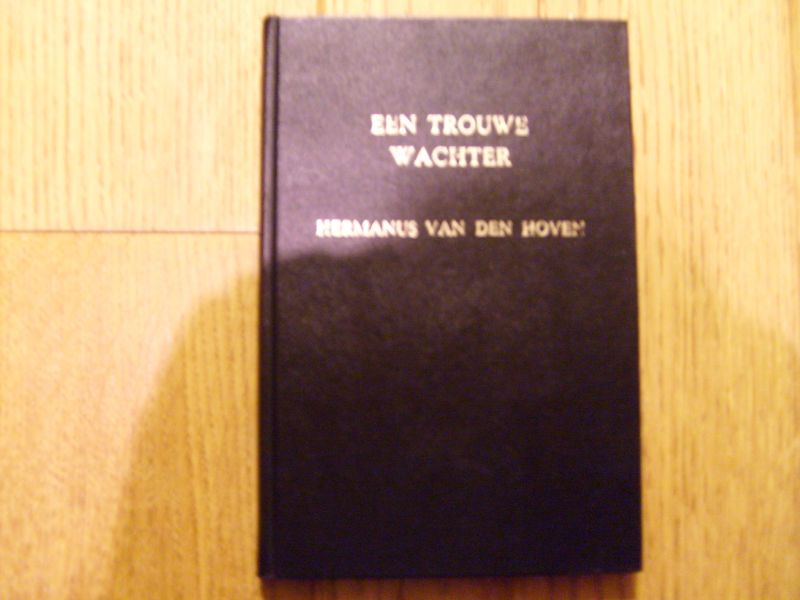 EEN TROUWE
WACHTER
HERMANUS VAN DEN HOVEN